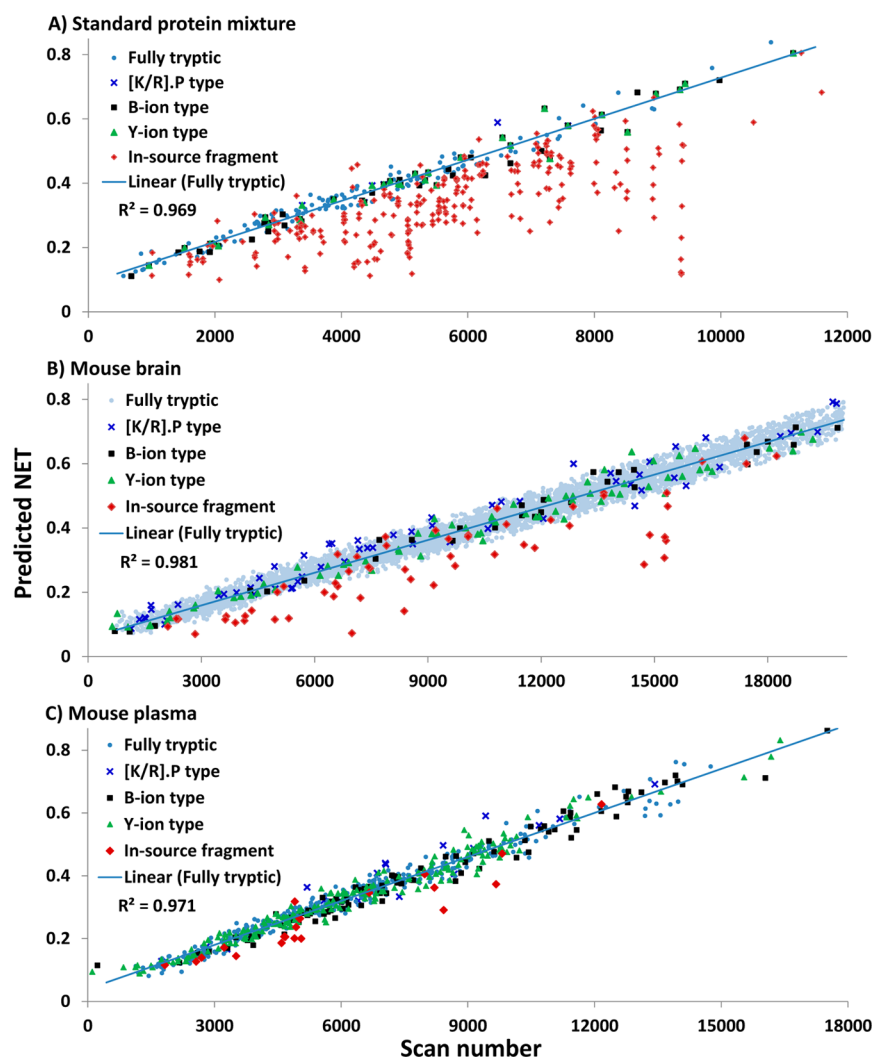 A) Standard protein mixture
0.8
Fully tryptic
[K/R].P type
B-ion type
0.6
Y-ion type
In-source fragment
0.4
Linear (Fully tryptic)
R² = 0.969
0.2
0
0 2000 4000 6000 8000 10000 12000
B) Mouse brain
0.8
Fully tryptic
[K/R].P type
B-ion type
0.6
Y-ion type
In-source fragment
0.4
Linear (Fully tryptic)
R² = 0.981
0.2
0
0 3000 6000 9000 12000 15000 18000
Predicted NET
C) Mouse plasma
0.8
Fully tryptic
[K/R].P type
B-ion type
0.6
Y-ion type
In-source fragment
0.4
Linear (Fully tryptic)
R² = 0.971
0.2
0
0 3000 6000 9000 12000 15000 18000
Scan number